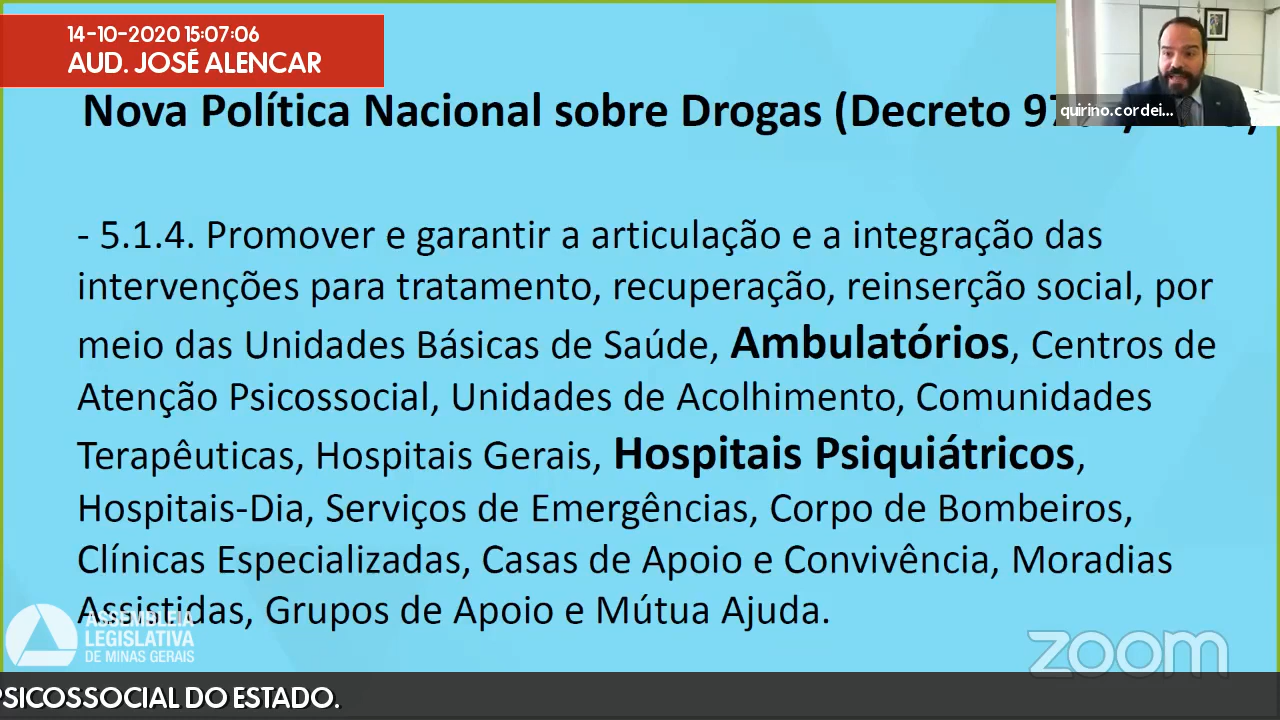 14-10-2020 15:07:06
AUD. JOSÉ ALENCAR
quirino.cordei...
Nova Política Nacional sobre Drogas (Decreto
- 5.1.4. Promover e garantir a articulação e a integração das
intervenções para tratamento, recuperação, reinserção social, por
meio das Unidades Básicas de Saúde, Ambulatórios, Centros de
Atenção Psicossocial, Unidades de Acolhimento, Comunidades
Terapêuticas, Hospitais Gerais, Hospitais Psiquiátricos,
Hospitais-Dia, Serviços de Emergências, Corpo de Bombeiros,
Clínicas Especializadas, Casas de Apoio e Convivência, Moradias
Assistidas, Grupos de Apoio e Mútua Ajuda.
ASSEMBLEIA
LEGISLATIVA
DE MINAS GERAIS
zoom
PSICOSSOCIAL DO ESTADO.